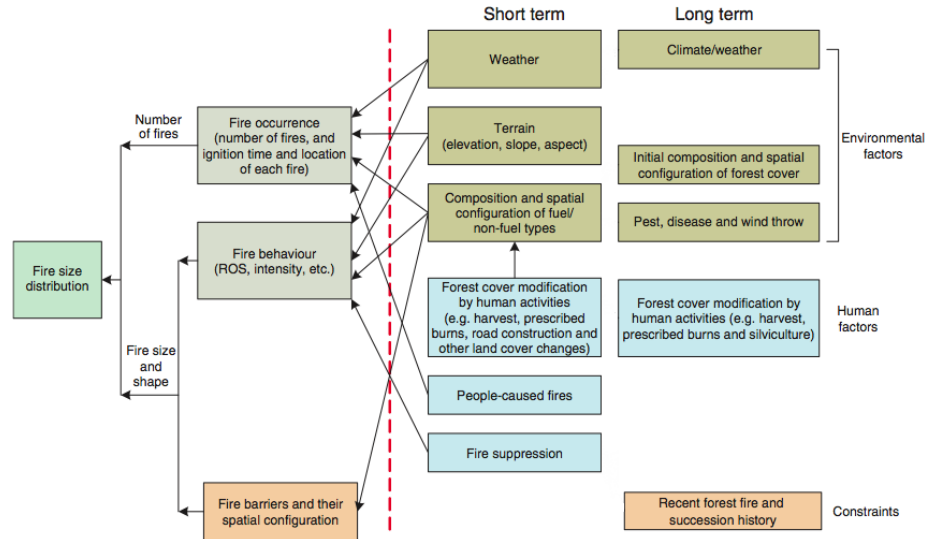 Short term
Long term
Weather
Climate/weather
Number
of fires
Fire occurrence
(number of fires, and
ignition time and location
of each fire)
Terrain
(elevation, slope, aspect)
Environmental
factors
Initial composition and spatial
configuration of forest cover
Composition and spatial
configuration of fuel/
non-fuel types
Pest, disease and wind throw
Fire size
distribution
Fire behaviour
(ROS, intensity, etc.)
Forest cover modification
by human activities
(e.g. harvest, prescribed
burns, road construction and
other land cover changes)
Forest cover modification by
human activities (e.g. harvest,
prescribed burns and silviculture)
Human
factors
Fire size
and
shape
People-caused fires
Fire suppression
Fire barriers and their
spatial configuration
Recent forest fire and
succession history
Constraints